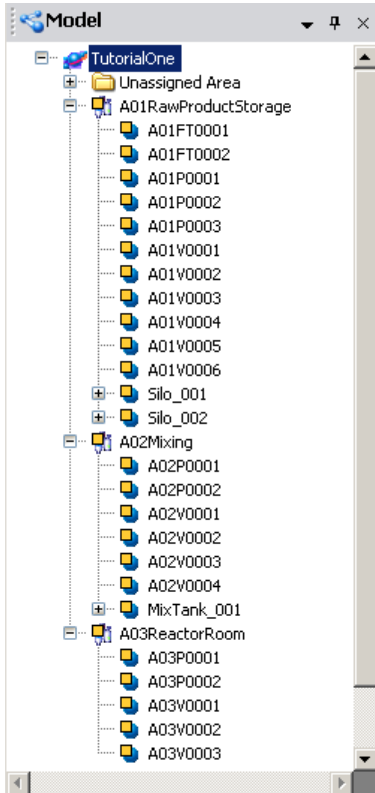 Model
TutorialOne
Unassigned Area
A01RawProductStorage
A01FT0001
A01FT0002
A01P0001
A01P0002
A01P0003
A01V0001
A01V0002
A01V0003
A01V0004
A01V0005
A01V0006
Silo_001
Silo_002
A02Mixing
A02P0001
A02P0002
A02V0001
A02V0002
A02V0003
A02V0004
MixTank_001
A03ReactorRoom
A03P0001
A03P0002
A03V0001
A03V0002
A03V0003